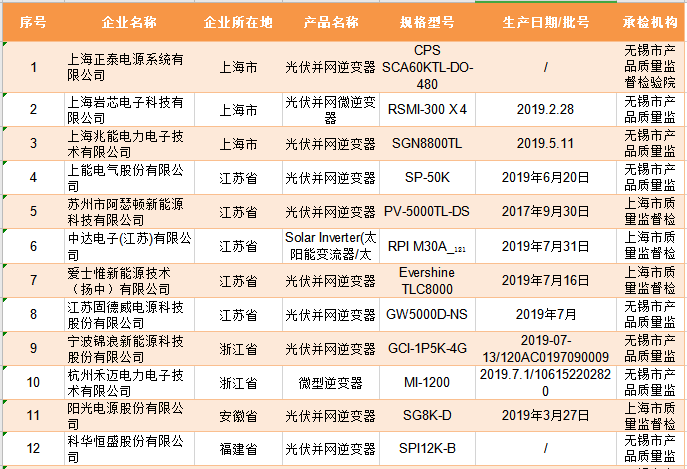 序号 企业名称 企业所在地 产品名称 规格型号 生产日期/批号 承检机构
1 上海正泰电源系统有限公司 上海市 光伏并网逆变器 CPS SCA60KTL-DO-480 / 无锡市产品质量监督检验院
2 上海岩芯电子科技有限公司 上海市 光伏并网微逆变器 RSMI-300 X4 2019.2.28 无锡市产品质量监
3 上海兆能电力电子技术有限公司 上海市 光伏并网逆变器 SGN8800TL 2019.5.11 无锡市产品质量监
4 上能电气股份有限公司 江苏省 光伏并网逆变器 SP-50K 2019年6月20日 无锡市产品质量监
5 苏州市阿瑟顿新能源科技有限公司 江苏省 光伏并网逆变器 PV-5000TL-DS 2017年9月30日 上海市质量监督检
6 中达电子(江苏)有限公司 江苏省 Solar Inverter(太阳能变流器/太 RPI M30A_121 2019年7月31日 上海市质量监督检
7 爱士惟新能源技术（扬中）有限公司 江苏省 光伏并网逆变器 Evershine TLC8000 2019年7月16日 上海市质量监督检
8 江苏固德威电源科技股份有限公司 江苏省 光伏并网逆变器 GW5000D-NS 2019年7月 无锡市产品质量监
9 宁波锦浪新能源科技股份有限公司 浙江省 光伏并网逆变器 GCI-1P5K-4G 2019-07-13/120AC0197090009 无锡市产品质量监
10 杭州禾迈电力电子技术有限公司 浙江省 微型逆变器 MI-1200 2019.7.1/106152202820 无锡市产品质量监
11 阳光电源股份有限公司 安徽省 光伏并网逆变器 SG8K-D 2019年3月27日 上海市质量监督检
12 科华恒盛股份有限公司 福建省 光伏并网逆变器 SPI12K-B / 无锡市产品质量监